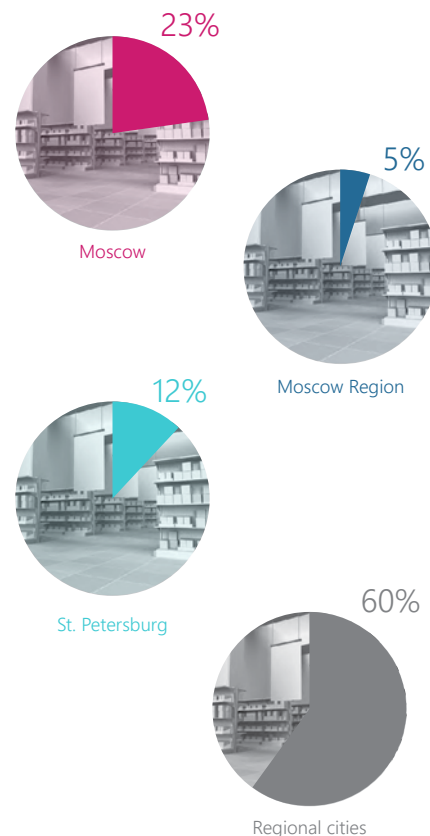 23%
Moscow
5%
Moscow Region
12%
St. Petersburg
60%
Regional cities